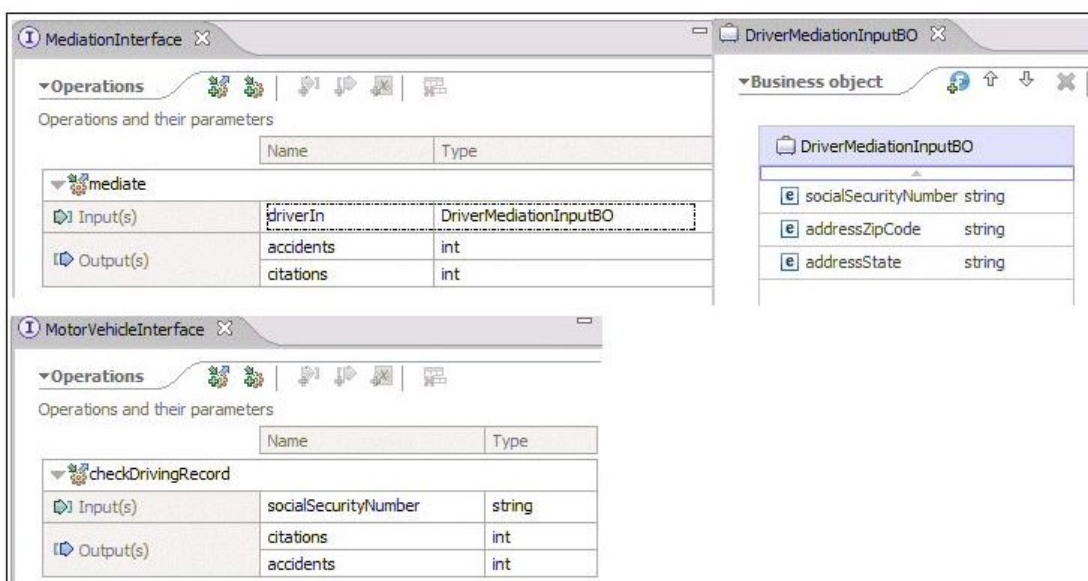 MediationInterface
Operations
Operations and their parameters
Name Type
mediate
Input(s) driverIn DriverMediationInputBO
Output(s) accidents int
citations int
DriverMediationInputBO
Business object
DriverMediationInputBO
e socialSecurityNumber string
e addressZipCode string
e addressState string
MotorVehicleInterface
Operations
Operations and their parameters
Name Type
checkDrivingRecord
Input(s) socialSecurityNumber string
Output(s) citations int
accidents int